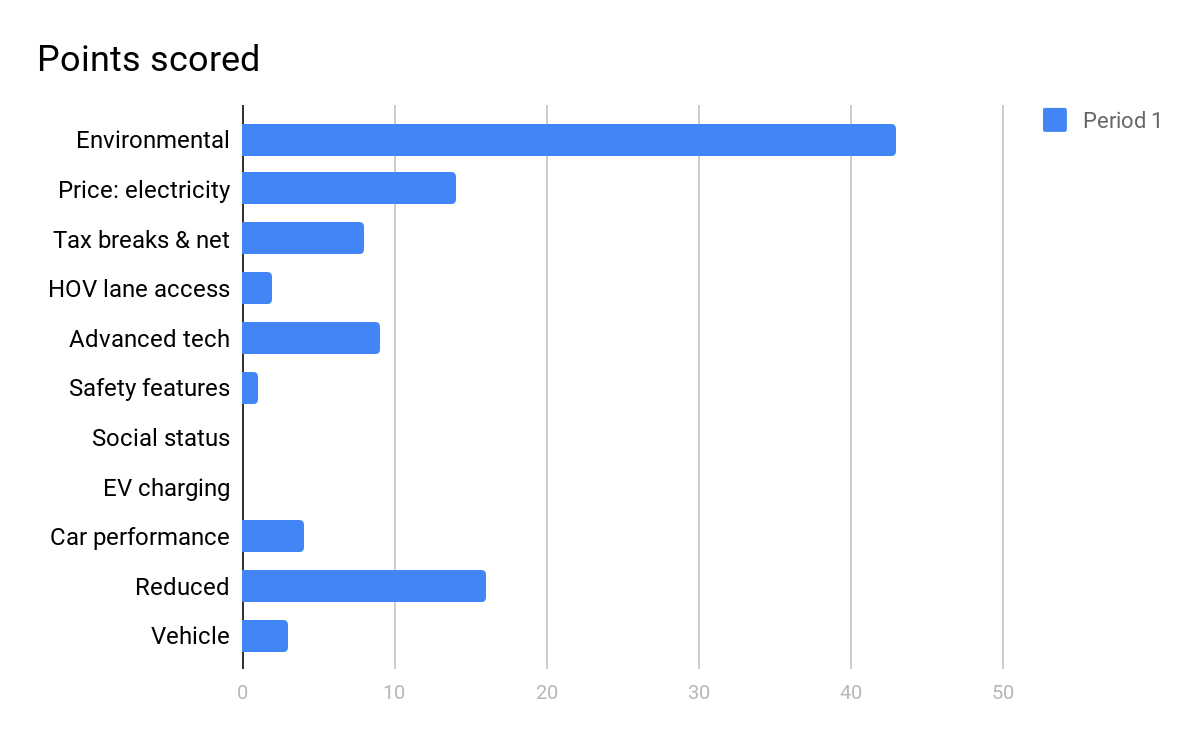 Points scored
Period 1
Environmental
Price: electricity
Tax breaks & net
HOV lane access
Advanced tech
Safety features
Social status
EV charging
Car performance
Reduced
Vehicle
0 10 20 30 40 50